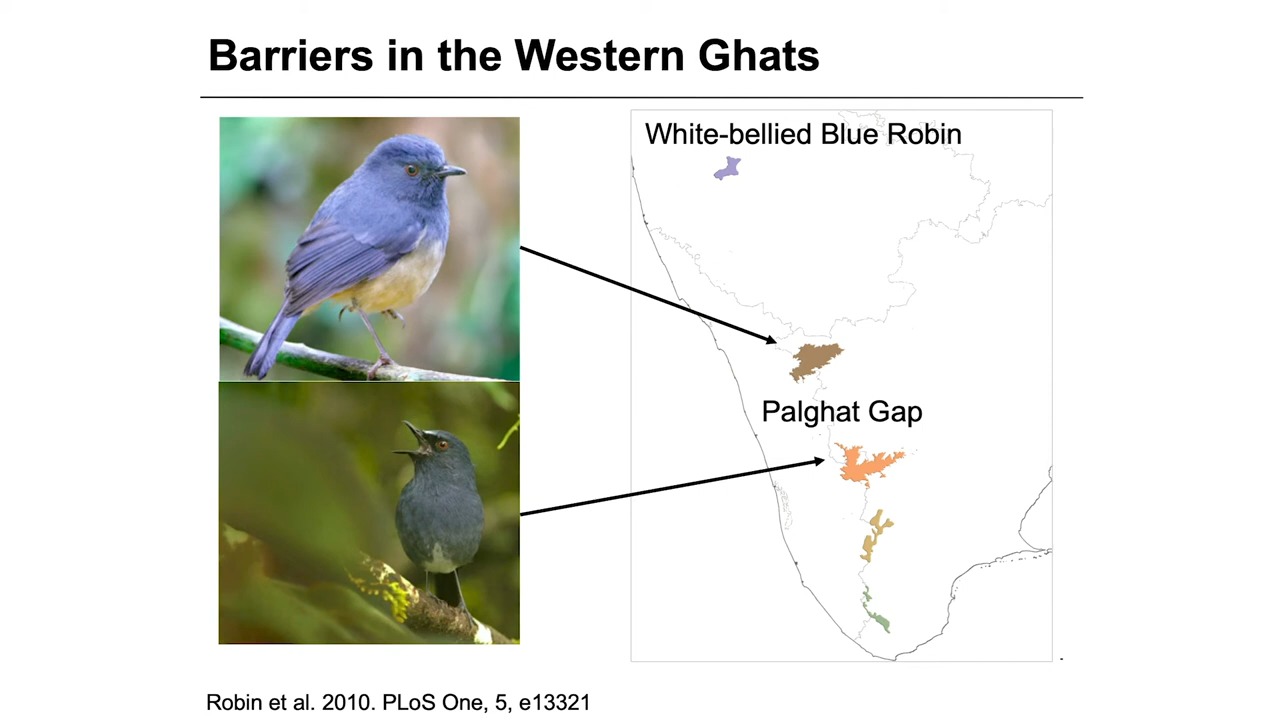 Barriers in the Western Ghats
White-bellied Blue Robin
Palghat Gap
Robin et al. 2010. PLoS One, 5, e13321